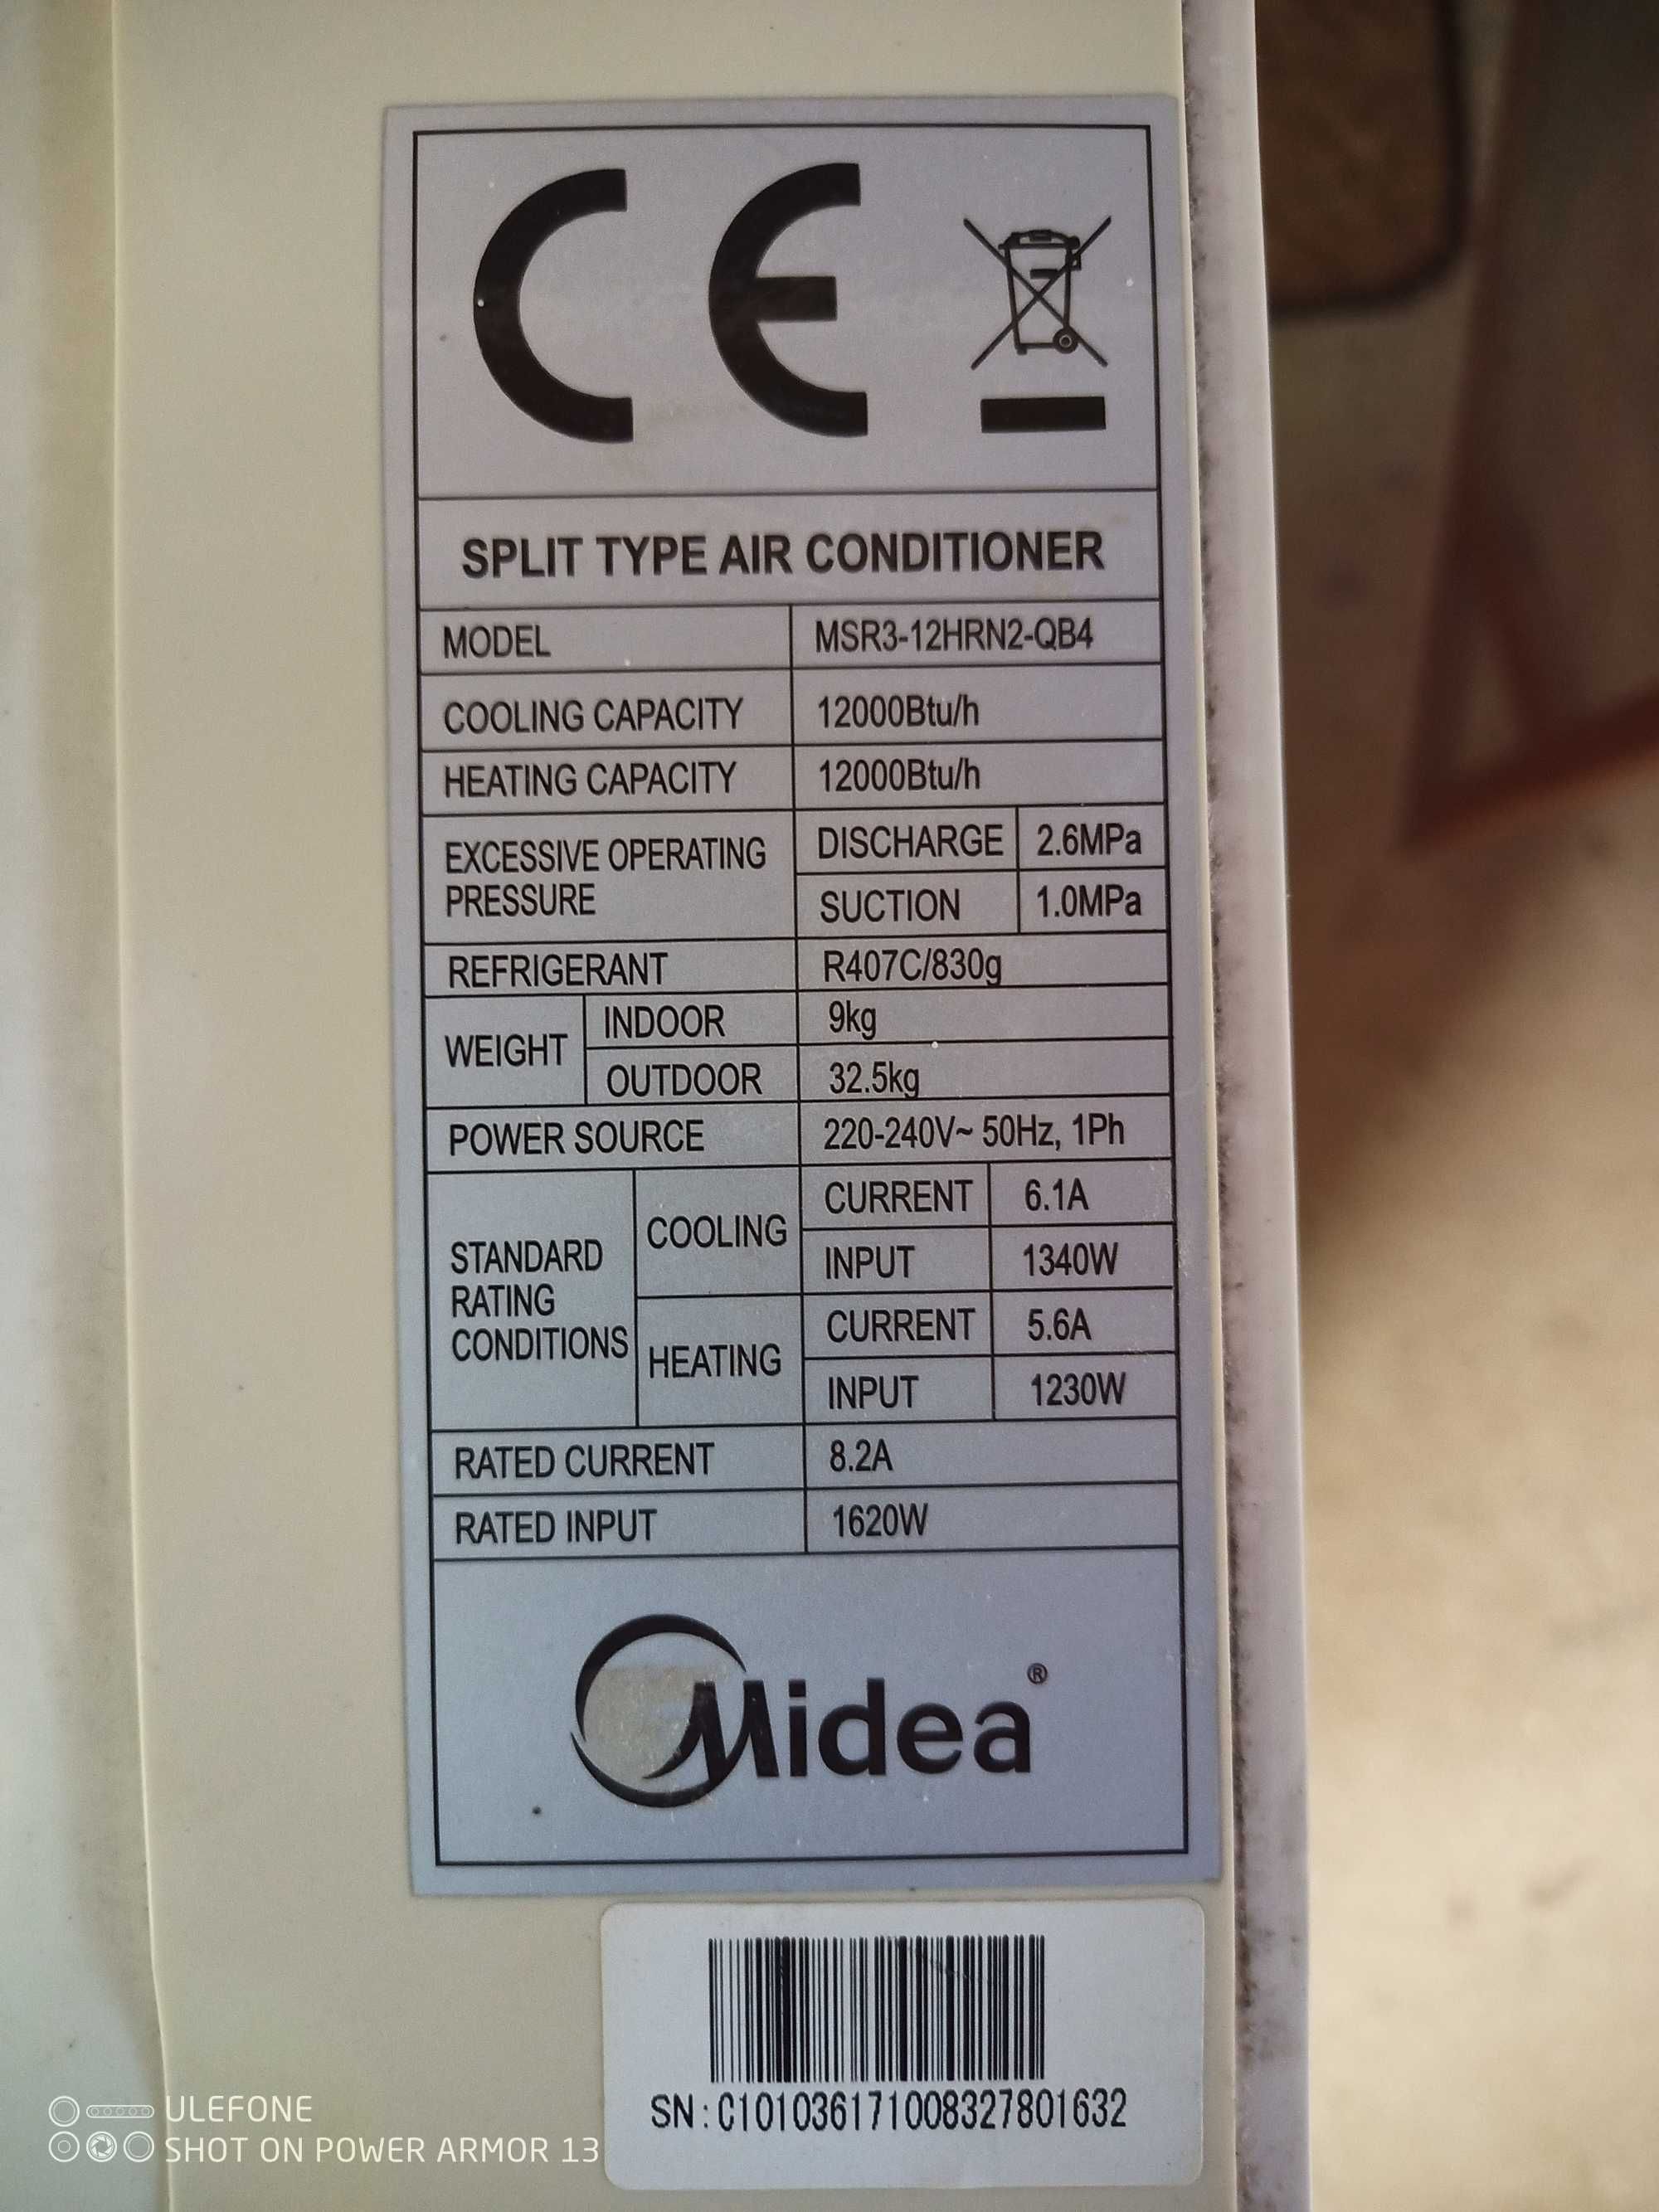 CE
SPLIT TYPE AIR CONDITIONER
MODEL MSR3-12HRN2-QB4
COOLING CAPACITY 12000Btu/h
HEATING CAPACITY 12000Btu/h
EXCESSIVE OPERATING PRESSURE DISCHARGE 2.6MPa
SUCTION 1.0MPa
REFRIGERANT R407C/830g
WEIGHT INDOOR 9kg
OUTDOOR 32.5kg
POWER SOURCE 220-240V~ 50Hz, 1Ph
STANDARD RATING CONDITIONS COOLING CURRENT 6.1A
INPUT 1340W
HEATING CURRENT 5.6A
INPUT 1230W
RATED CURRENT 8.2A
RATED INPUT 1620W
Midea®
SN:C101036171008327801632
ULEFONE
SHOT ON POWER ARMOR 13